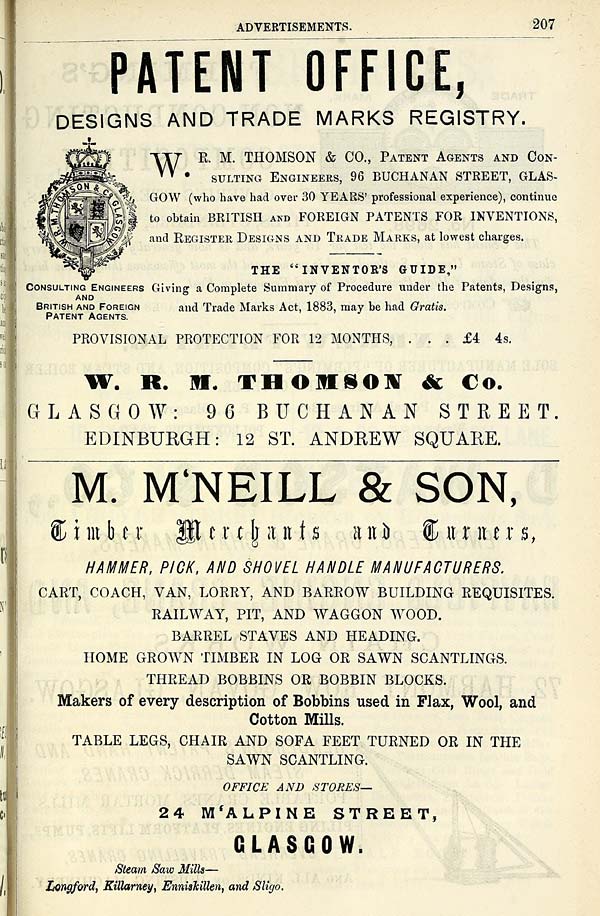 ADVERTISEMENTS. 207
PATENT OFFICE,
DESIGNS AND TRADE MARKS REGISTRY.
W. R. M. THOMSON & CO., PATENT AGENTS AND CON-
SULTING ENGINEERS, 96 BUCHANAN STREET, GLAS-
GOW (who have had over 30 YEARS' professional experience), continue
to obtain BRITISH AND FOREIGN PATENTS FOR INVENTIONS,
and REGISTER DESIGNS AND TRADE MARKS, at lowest charges.
W. R. M. THOMSON & CO GLASGOW
CONSULTING ENGINEERS
AND
BRITISH AND FOREIGN
PATENT AGENTS.
THE "INVENTOR'S GUIDE,"
Giving a Complete Summary of Procedure under the Patents, Designs,
and Trade Marks Act, 1883, may be had Gratis.
PROVISIONAL PROTECTION FOR 12 MONTHS, . . . £4 4s.
W. R. M. THOMSON & Co.
GLASGOW: 96 BUCHANAN STREET.
EDINBURGH: 12 ST. ANDREW SQUARE.
M. M‘NEILL & SON,
Timber Merchants and Turners,
HAMMER, PICK, AND SHOVEL HANDLE MANUFACTURERS.
CART, COACH, VAN, LORRY, AND BARROW BUILDING REQUISITES.
RAILWAY, PIT, AND WAGGON WOOD.
BARREL STAVES AND HEADING.
HOME GROWN TIMBER IN LOG OR SAWN SCANTLINGS.
THREAD BOBBINS OR BOBBIN BLOCKS.
Makers of every description of Bobbins used in Flax, Wool, and
Cotton Mills.
TABLE LEGS, CHAIR AND SOFA FEET TURNED OR IN THE
SAWN SCANTLING.
OFFICE AND STORES—
24 M‘ALPINE STREET,
GLASGOW.
Steam Saw Mills—
Longford, Killarney, Enniskillen, and Sligo.